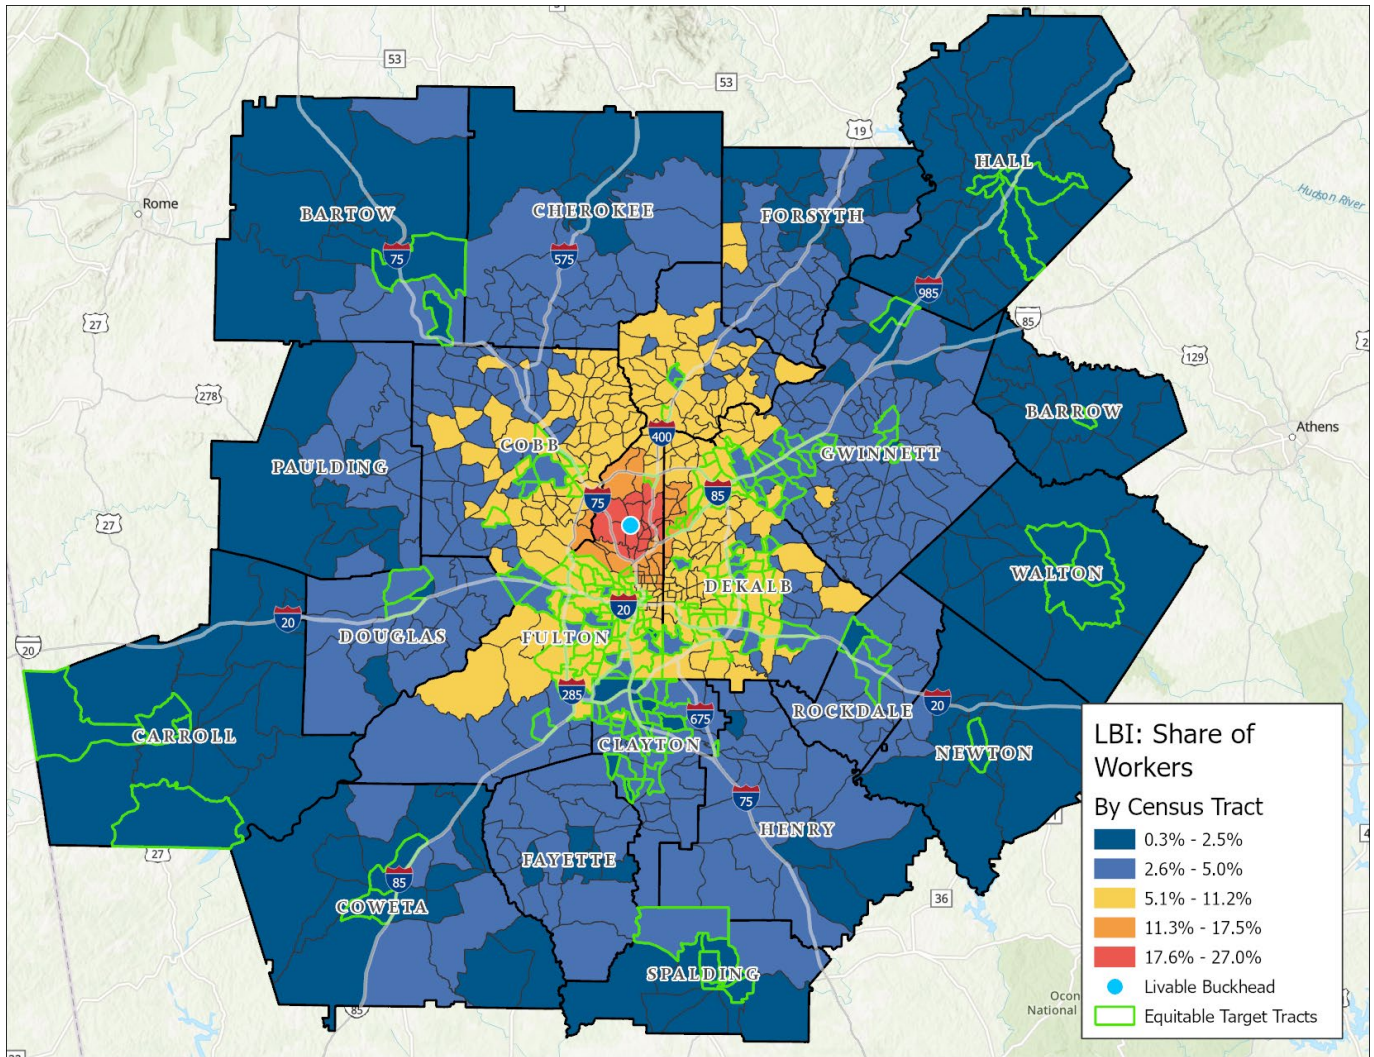 53
53
19
HALL
Hudson River
Rome
BARTOW
CHEROKEE
FORSYTH
75
575
985
27
85
129
2
278
BARROW
Athens
400
COBB
GWINNETT
PAULDING
75
85
27
WALTON
DEKALB
20
20
FULTON
DOUGLAS
20
285
675
20
ROCKDALE
CARROLL
CLAYTON
NEWTON
75
HENRY
27
FAYETTE
85
COWETA
36
4
SPALDING
85
Ocon
National
LBI: Share of
Workers
By Census Tract
0.3% - 2.5%
2.6% - 5.0%
5.1% - 11.2%
11.3% - 17.5%
17.6% - 27.0%
Livable Buckhead
Equitable Target Tracts